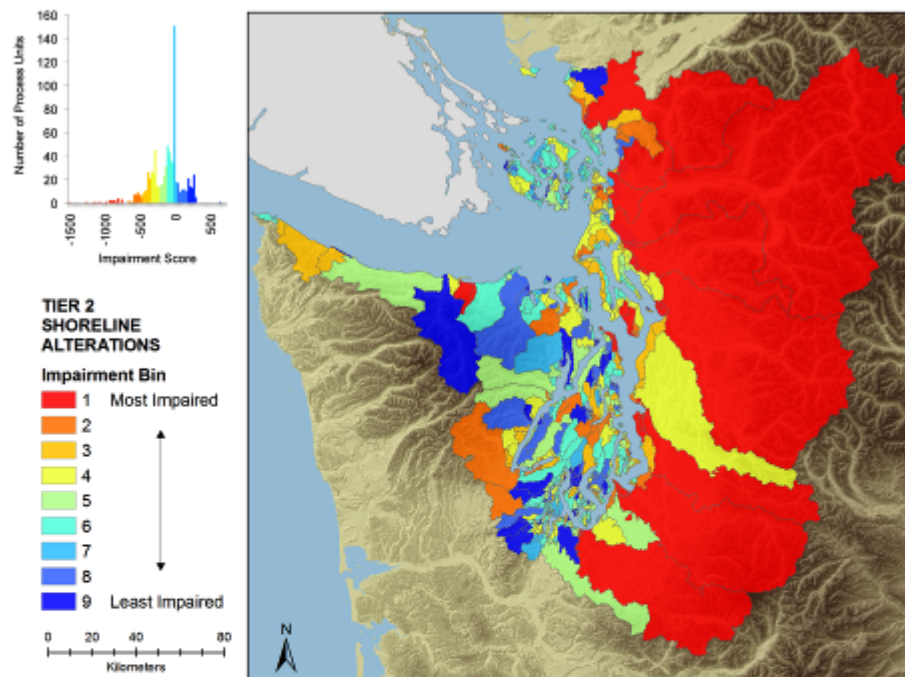 160
140
120
100
80
60
40
20
0
Number of Process Units
-1500
-1000
-500
0
500
Impairment Score
TIER 2
SHORELINE
ALTERATIONS
Impairment Bin
1 Most Impaired
2
3
4
5
6
7
8
9 Least Impaired
0 10 20 40 60 80
Kilometers
N